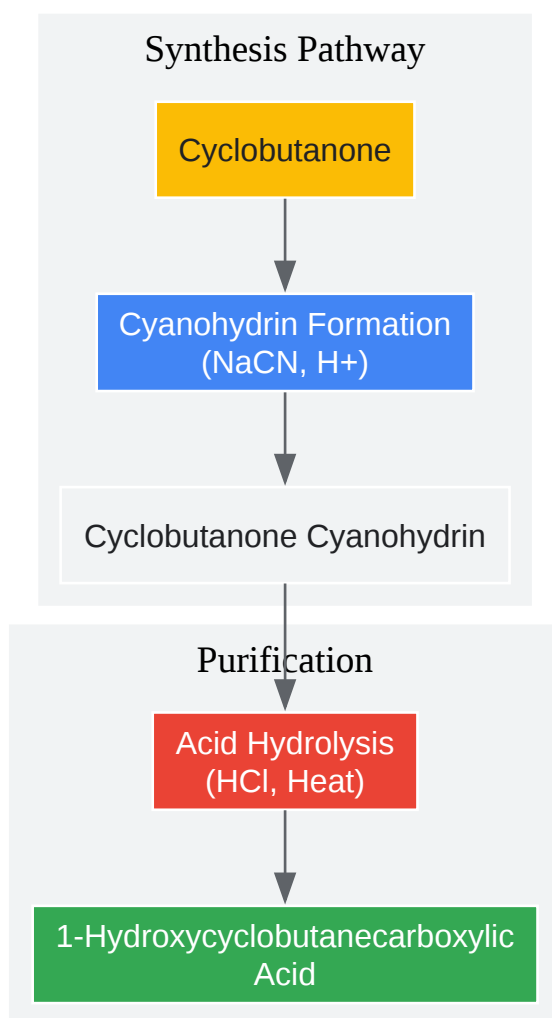 Synthesis Pathway
Cyclobutanone
Cyanohydrin Formation
(NaCN, H+)
Cyclobutanone Cyanohydrin
Purification
Acid Hydrolysis
(HCl, Heat)
1-Hydroxycyclobutanecarboxylic
Acid